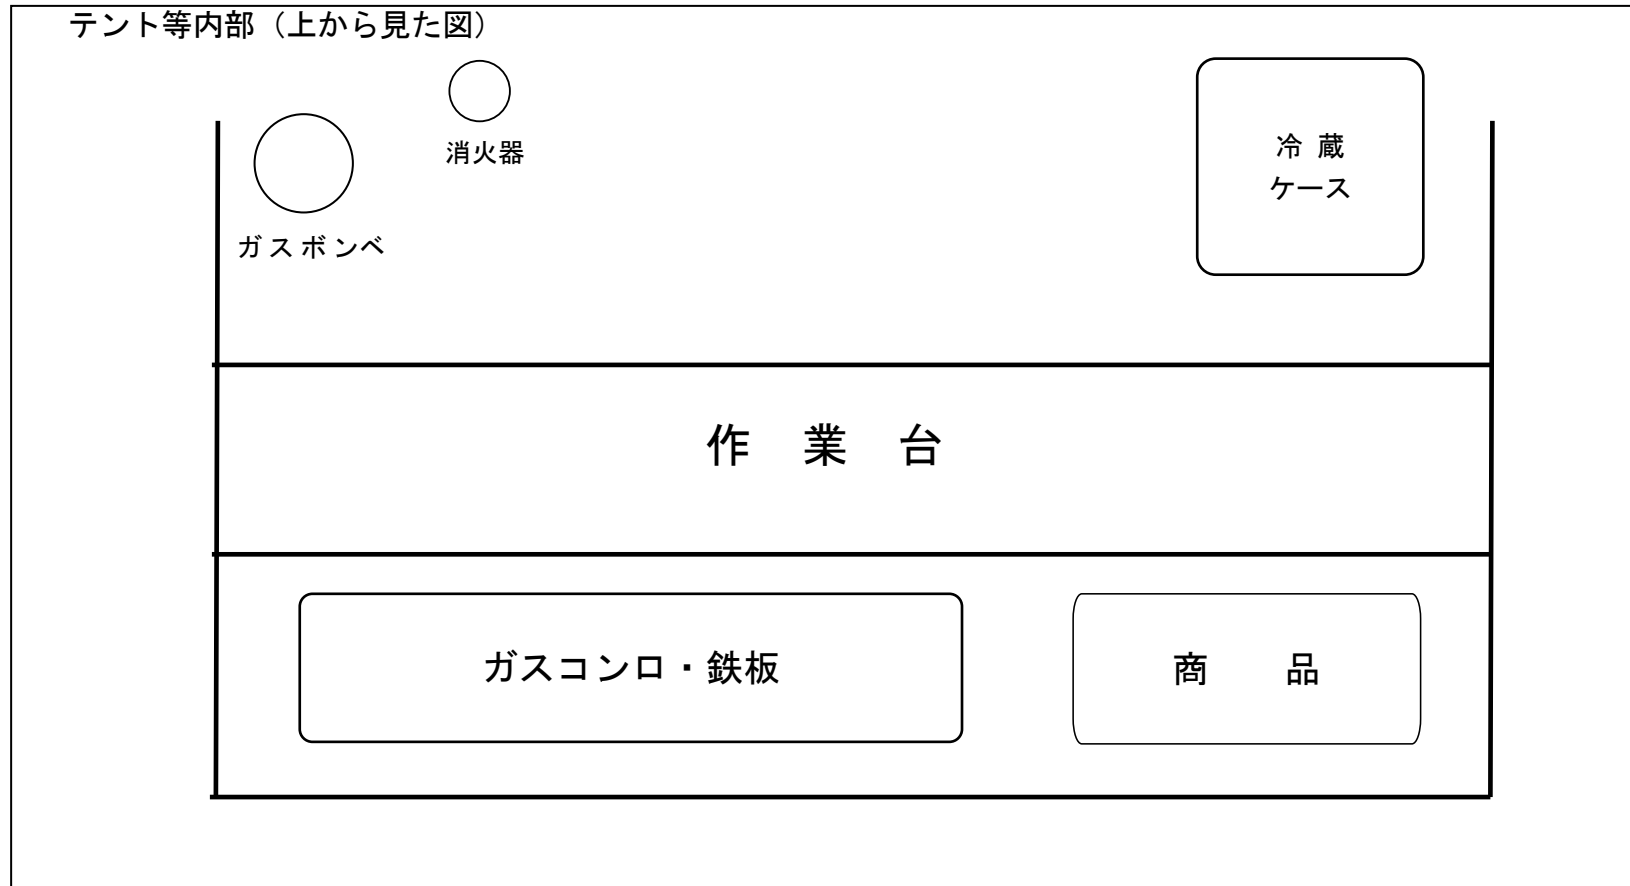 テント等内部（上から見た図）
消火器
冷蔵
ケース
ガスボンベ
作業台
ガスコンロ・鉄板
商品